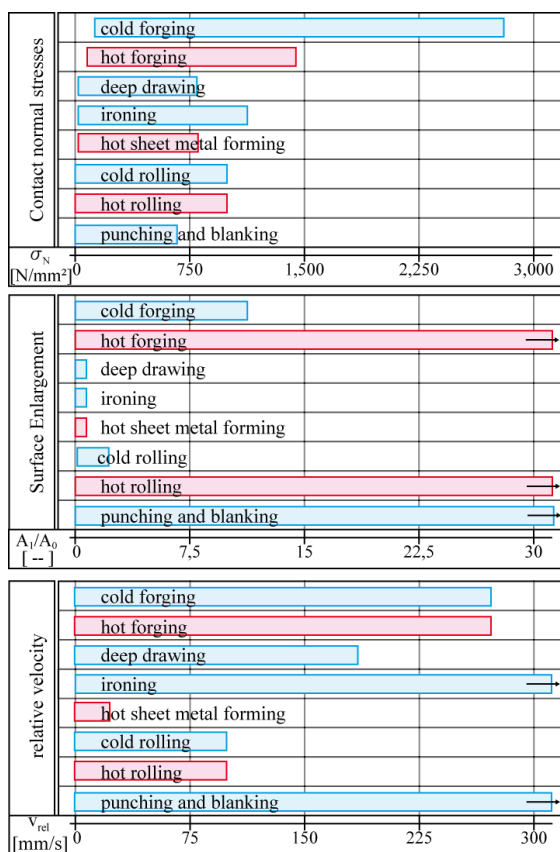 Contact normal stresses
cold forging
hot forging
deep drawing
ironing
hot sheet metal forming
cold rolling
hot rolling
punching and blanking
σN
[N/mm²]
0 750 1,500 2,250 3,000
Surface Enlargement
cold forging
hot forging
deep drawing
ironing
hot sheet metal forming
cold rolling
hot rolling
punching and blanking
A1/A0
[ -- ]
0 7,5 15 22,5 30
relative velocity
cold forging
hot forging
deep drawing
ironing
hot sheet metal forming
cold rolling
hot rolling
punching and blanking
vrel
[mm/s]
0 75 150 225 300